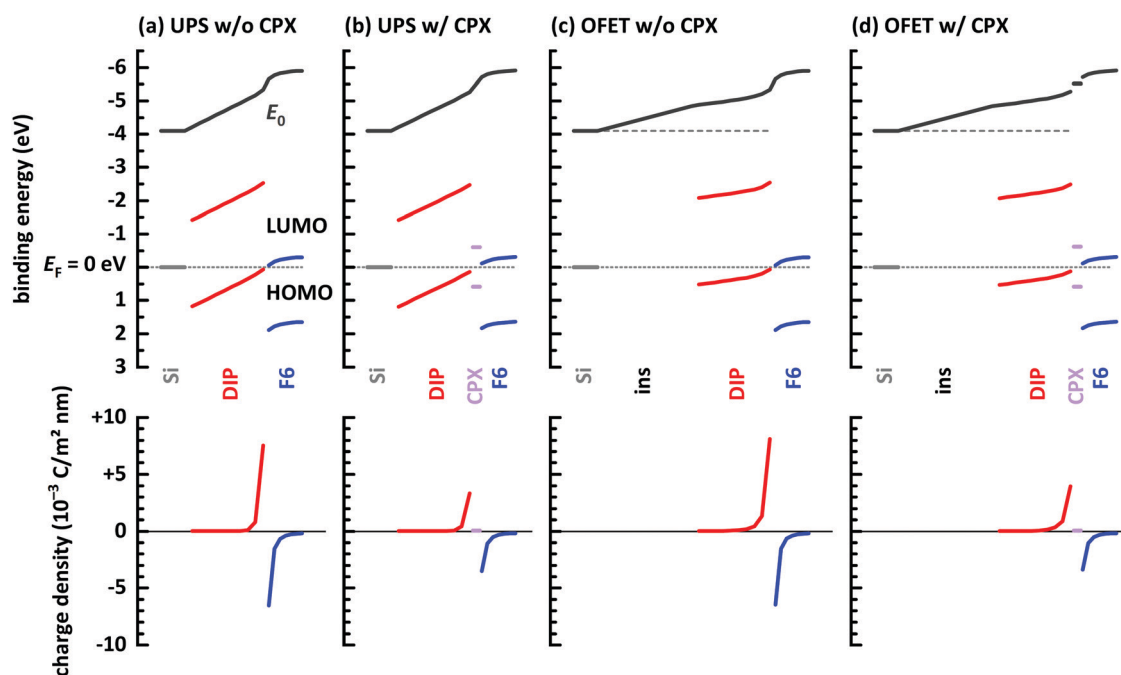 (a) UPS w/o CPX
(b) UPS w/ CPX
(c) OFET w/o CPX
(d) OFET w/ CPX
binding energy (eV)
-6
-5
-4
-3
-2
-1
E_F = 0 eV
1
2
3
E_0
LUMO
HOMO
Si
DIP
F6
Si
DIP
CPX
F6
Si
ins
DIP
F6
Si
ins
DIP
CPX
F6
charge density (10⁻³ C/m² nm)
+10
+5
0
-5
-10